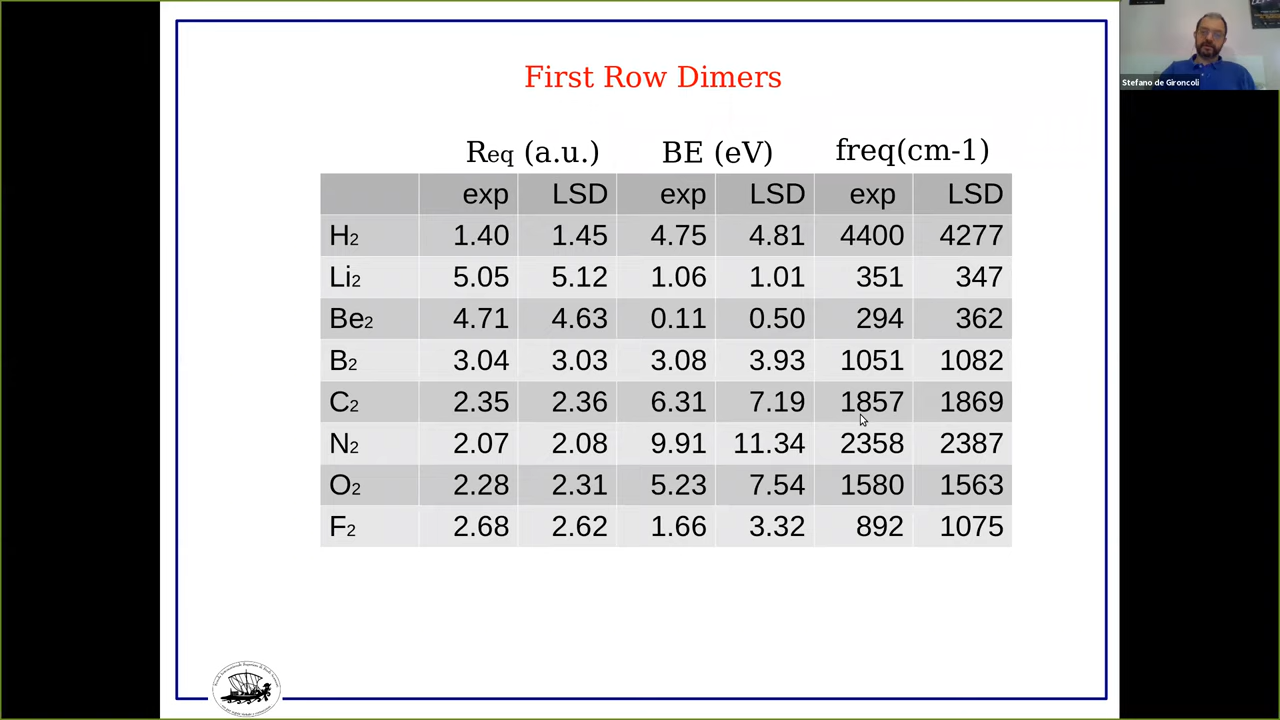 First Row Dimers
Req (a.u.) BE (eV) freq(cm-1)
exp LSD exp LSD exp LSD
H2 1.40 1.45 4.75 4.81 4400 4277
Li2 5.05 5.12 1.06 1.01 351 347
Be2 4.71 4.63 0.11 0.50 294 362
B2 3.04 3.03 3.08 3.93 1051 1082
C2 2.35 2.36 6.31 7.19 1857 1869
N2 2.07 2.08 9.91 11.34 2358 2387
O2 2.28 2.31 5.23 7.54 1580 1563
F2 2.68 2.62 1.66 3.32 892 1075
Stefano de Gironcoli